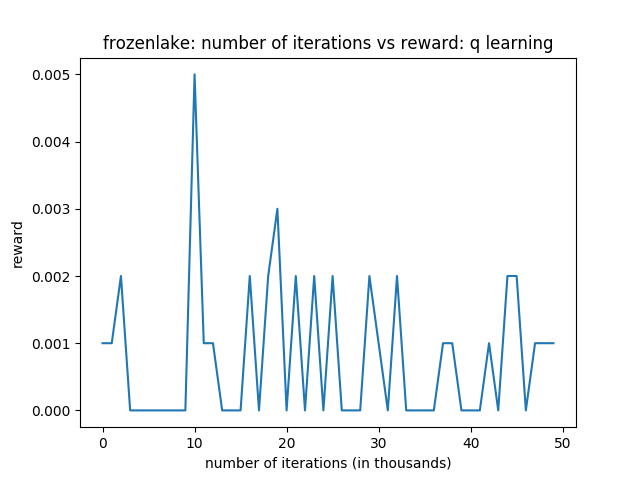 frozenlake: number of iterations vs reward: q learning
0.005
0.004
0.003
0.002
0.001
0.000
reward
0 10 20 30 40 50
number of iterations (in thousands)